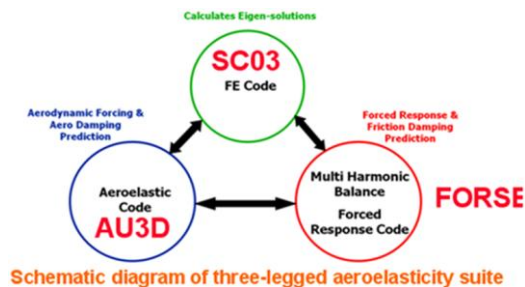 Calculates Eigen-solutions
SC03
FE Code
Aerodynamic Forcing &
Aero Damping
Prediction
Forced Response &
Friction Damping
Prediction
Aeroelastic
Code
AU3D
Multi Harmonic
Balance
Forced
Response Code
FORSE
Schematic diagram of three-legged aeroelasticity suite